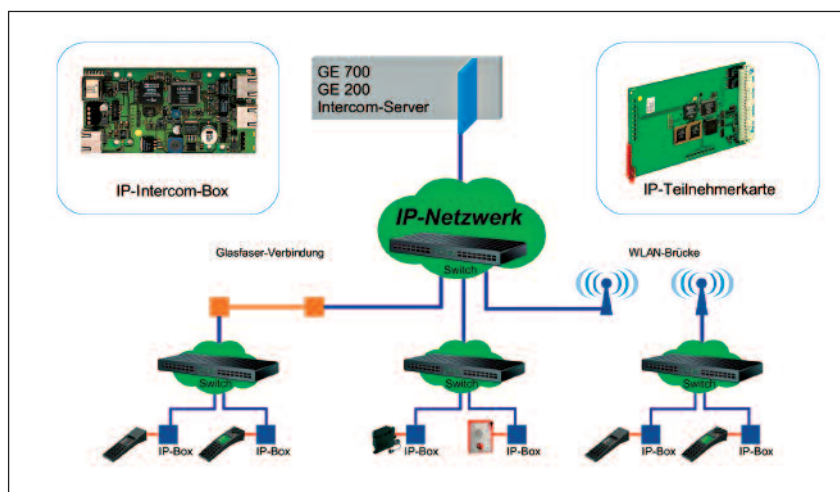 GE 700
GE 200
Intercom-Server
IP-Intercom-Box
IP-Teilnehmerkarte
IP-Netzwerk
Switch
Glasfaser-Verbindung
WLAN-Brücke
Switch
Switch
Switch
IP-Box
IP-Box
IP-Box
IP-Box
IP-Box
IP-Box